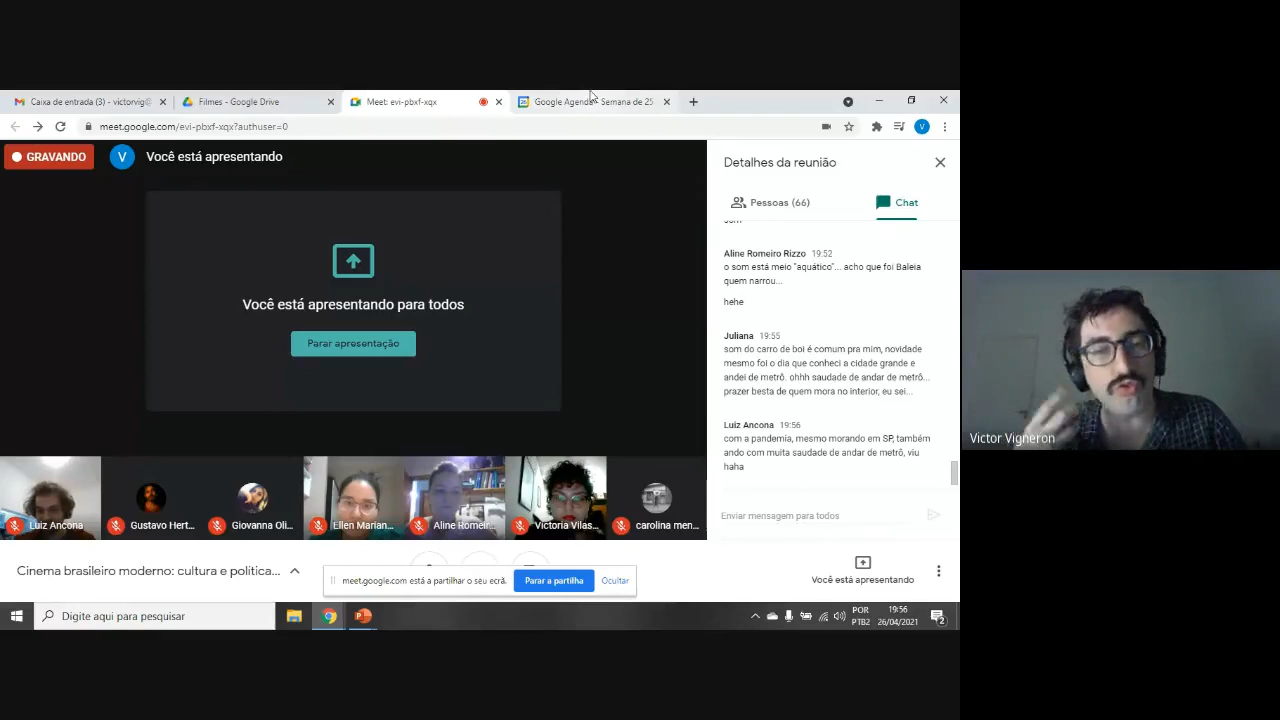 Caixa de entrada (3) - victorvig@
Filmes - Google Drive
Meet: evi-pbxf-xqx
Google Agenda - Semana de 25
meet.google.com/evi-pbxf-xqx?authuser=0
V
GRAVANDO
V
Você está apresentando
Você está apresentando para todos
Parar apresentação
Detalhes da reunião
Pessoas (66)
Chat
som
Aline Romeiro Rizzo 19:52
o som está meio "aquático"... acho que foi Baleia
quem narrou...
hehe
Juliana 19:55
som do carro de boi é comum pra mim, novidade
mesmo foi o dia que conheci a cidade grande e
andei de metrô. ohhh saudade de andar de metrô...
prazer besta de quem mora no interior, eu sei...
Luiz Ancona 19:56
com a pandemia, mesmo morando em SP, também
ando com muita saudade de andar de metrô, viu
haha
Enviar mensagem para todos
Victor Vigneron
Luiz Ancona
Gustavo Hert...
Giovanna Oli...
Ellen Marian...
Aline Romeir...
Victoria Vilas...
carolina men...
Cinema brasileiro moderno: cultura e política...
meet.google.com está a partilhar o seu ecrã.
Parar a partilha
Ocultar
Você está apresentando
Digite aqui para pesquisar
POR
PTB2
19:56
26/04/2021
2